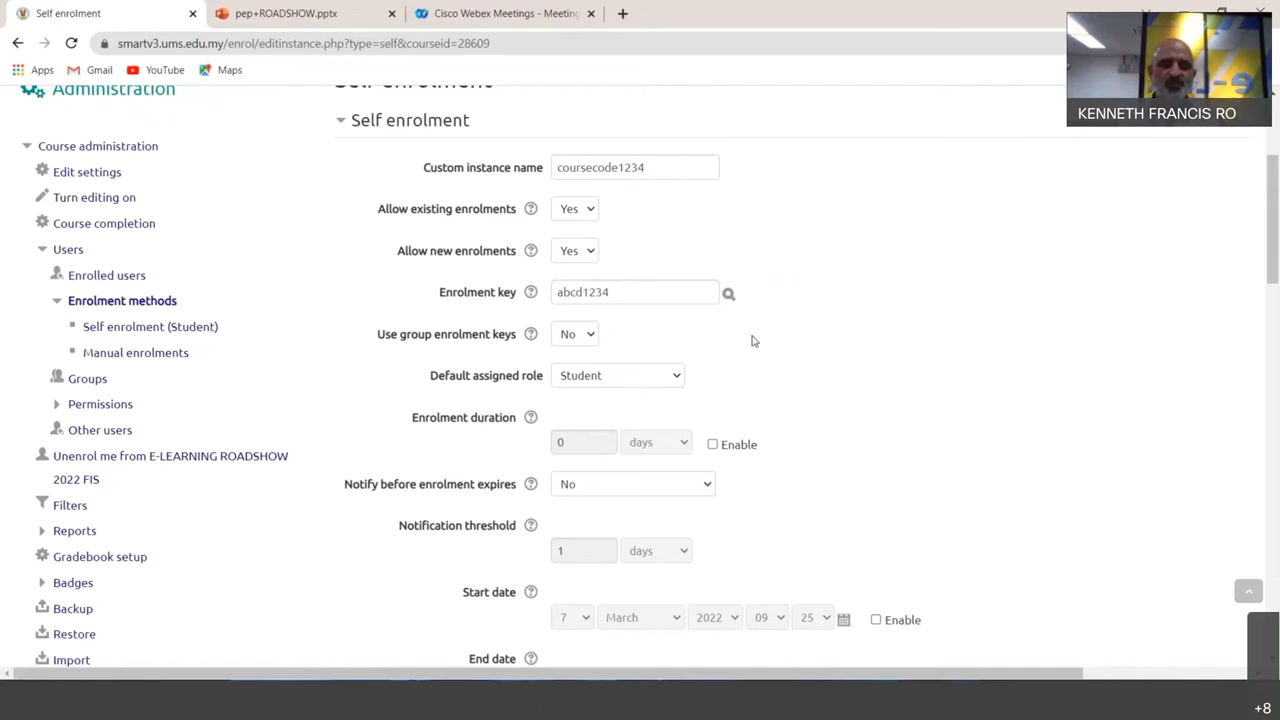 Self enrolment
pep+ROADSHOW.pptx
Cisco Webex Meetings - Meeting
smartv3.ums.edu.my/enrol/editinstance.php?type=self&courseid=28609
Apps
Gmail
YouTube
Maps
KENNETH FRANCIS RO
Administration
Course administration
Edit settings
Turn editing on
Course completion
Users
Enrolled users
Enrolment methods
Self enrolment (Student)
Manual enrolments
Groups
Permissions
Other users
Unenrol me from E-LEARNING ROADSHOW
2022 FIS
Filters
Reports
Gradebook setup
Badges
Backup
Restore
Import
Self enrolment
Self enrolment
Custom instance name coursecode1234
Allow existing enrolments Yes
Allow new enrolments Yes
Enrolment key abcd1234
Use group enrolment keys No
Default assigned role Student
Enrolment duration
0 days Enable
Notify before enrolment expires No
Notification threshold
1 days
Start date
7 March 2022 09 25 Enable
End date
+8